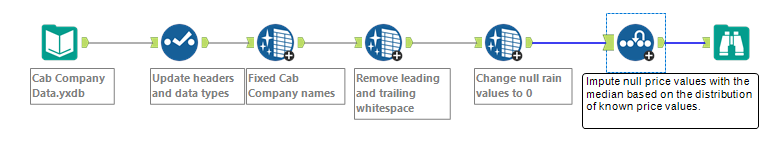 Cab Company
Data.yxdb
Update headers
and data types
Fixed Cab
Company names
Remove leading
and trailing
whitespace
Change null rain
values to 0
Impute null price values with the
median based on the distribution
of known price values.